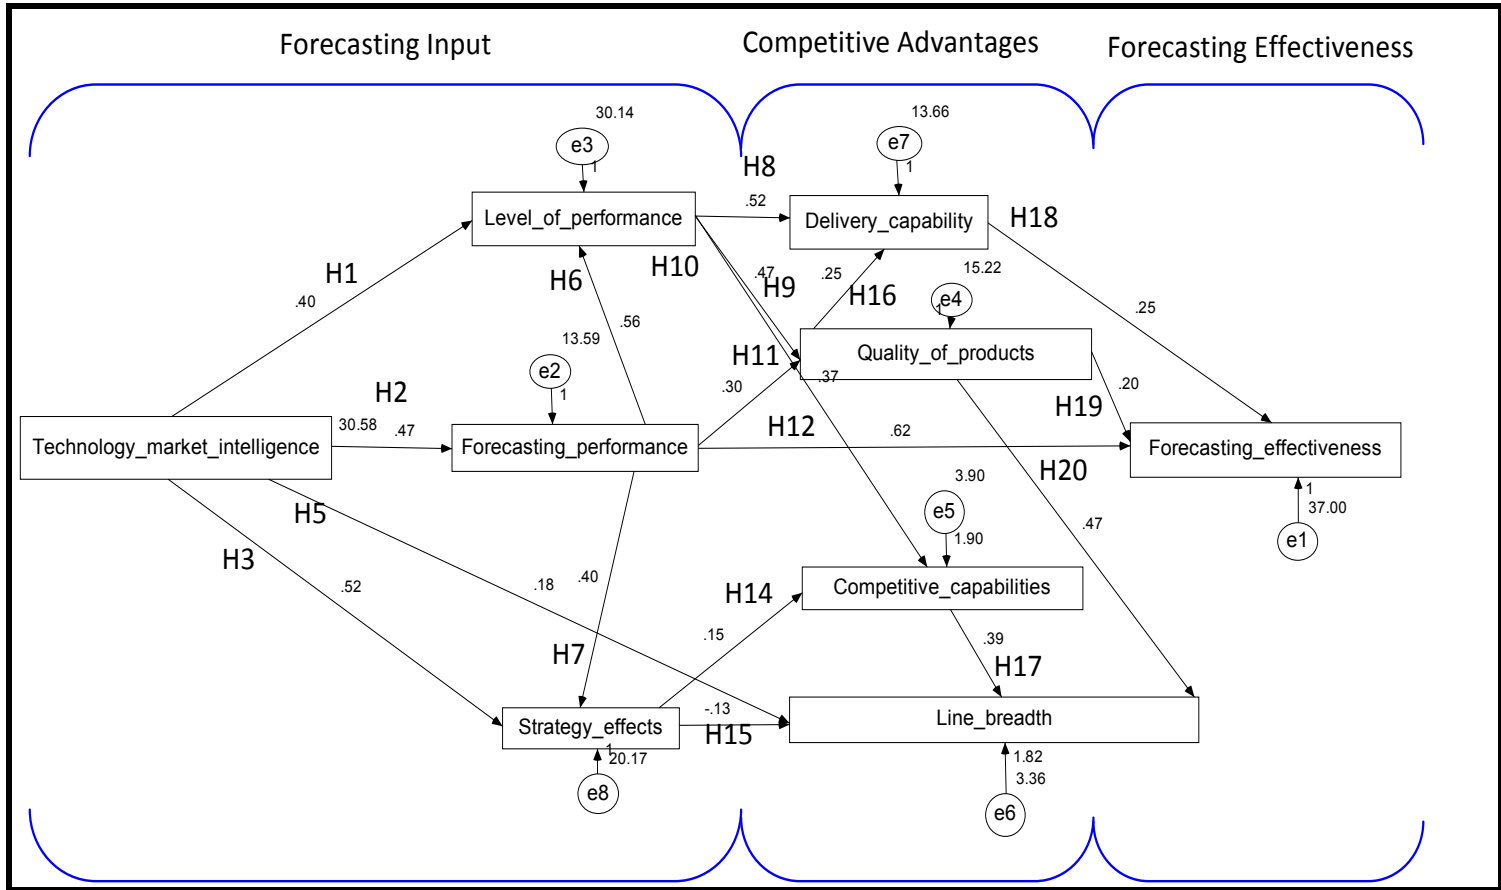 Forecasting Input
Competitive Advantages
Forecasting Effectiveness
30.14
e3
1
13.66
e7
1
H8
.52
Level_of_performance
Delivery_capability
H18
H1
.40
H6
H10
.47
H9
.25
H16
15.22
e4
1
.25
.56
13.59
e2
1
H11
.30
.37
Quality_of_products
.20
H19
H2
30.58
.47
H12
.62
Technology_market_intelligence
Forecasting_performance
Forecasting_effectiveness
H20
1
37.00
e1
3.90
e5
1.90
.47
H5
H3
.52
.18
.40
H14
.15
Competitive_capabilities
.39
H17
H7
-.13
H15
Strategy_effects
Line_breadth
1
20.17
e8
1.82
3.36
e6